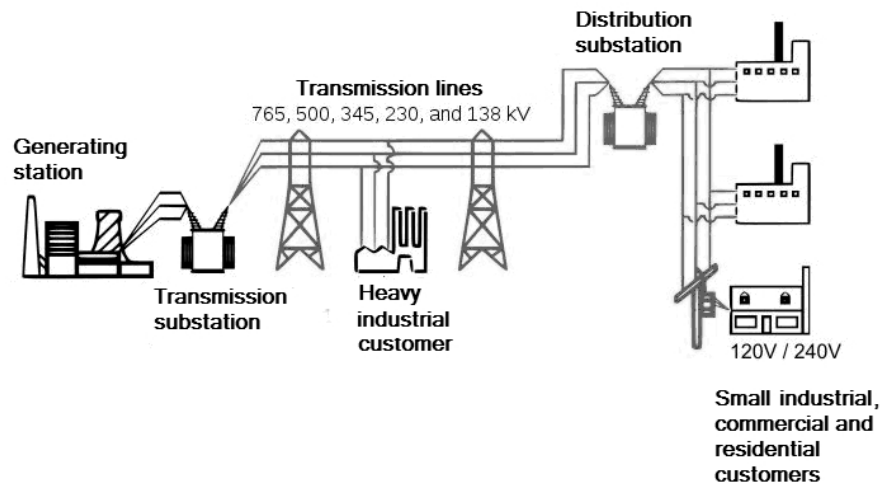 Distribution
substation
Transmission lines
765, 500, 345, 230, and 138 kV
Generating
station
Transmission
substation
Heavy
industrial
customer
120V / 240V
Small industrial,
commercial and
residential
customers